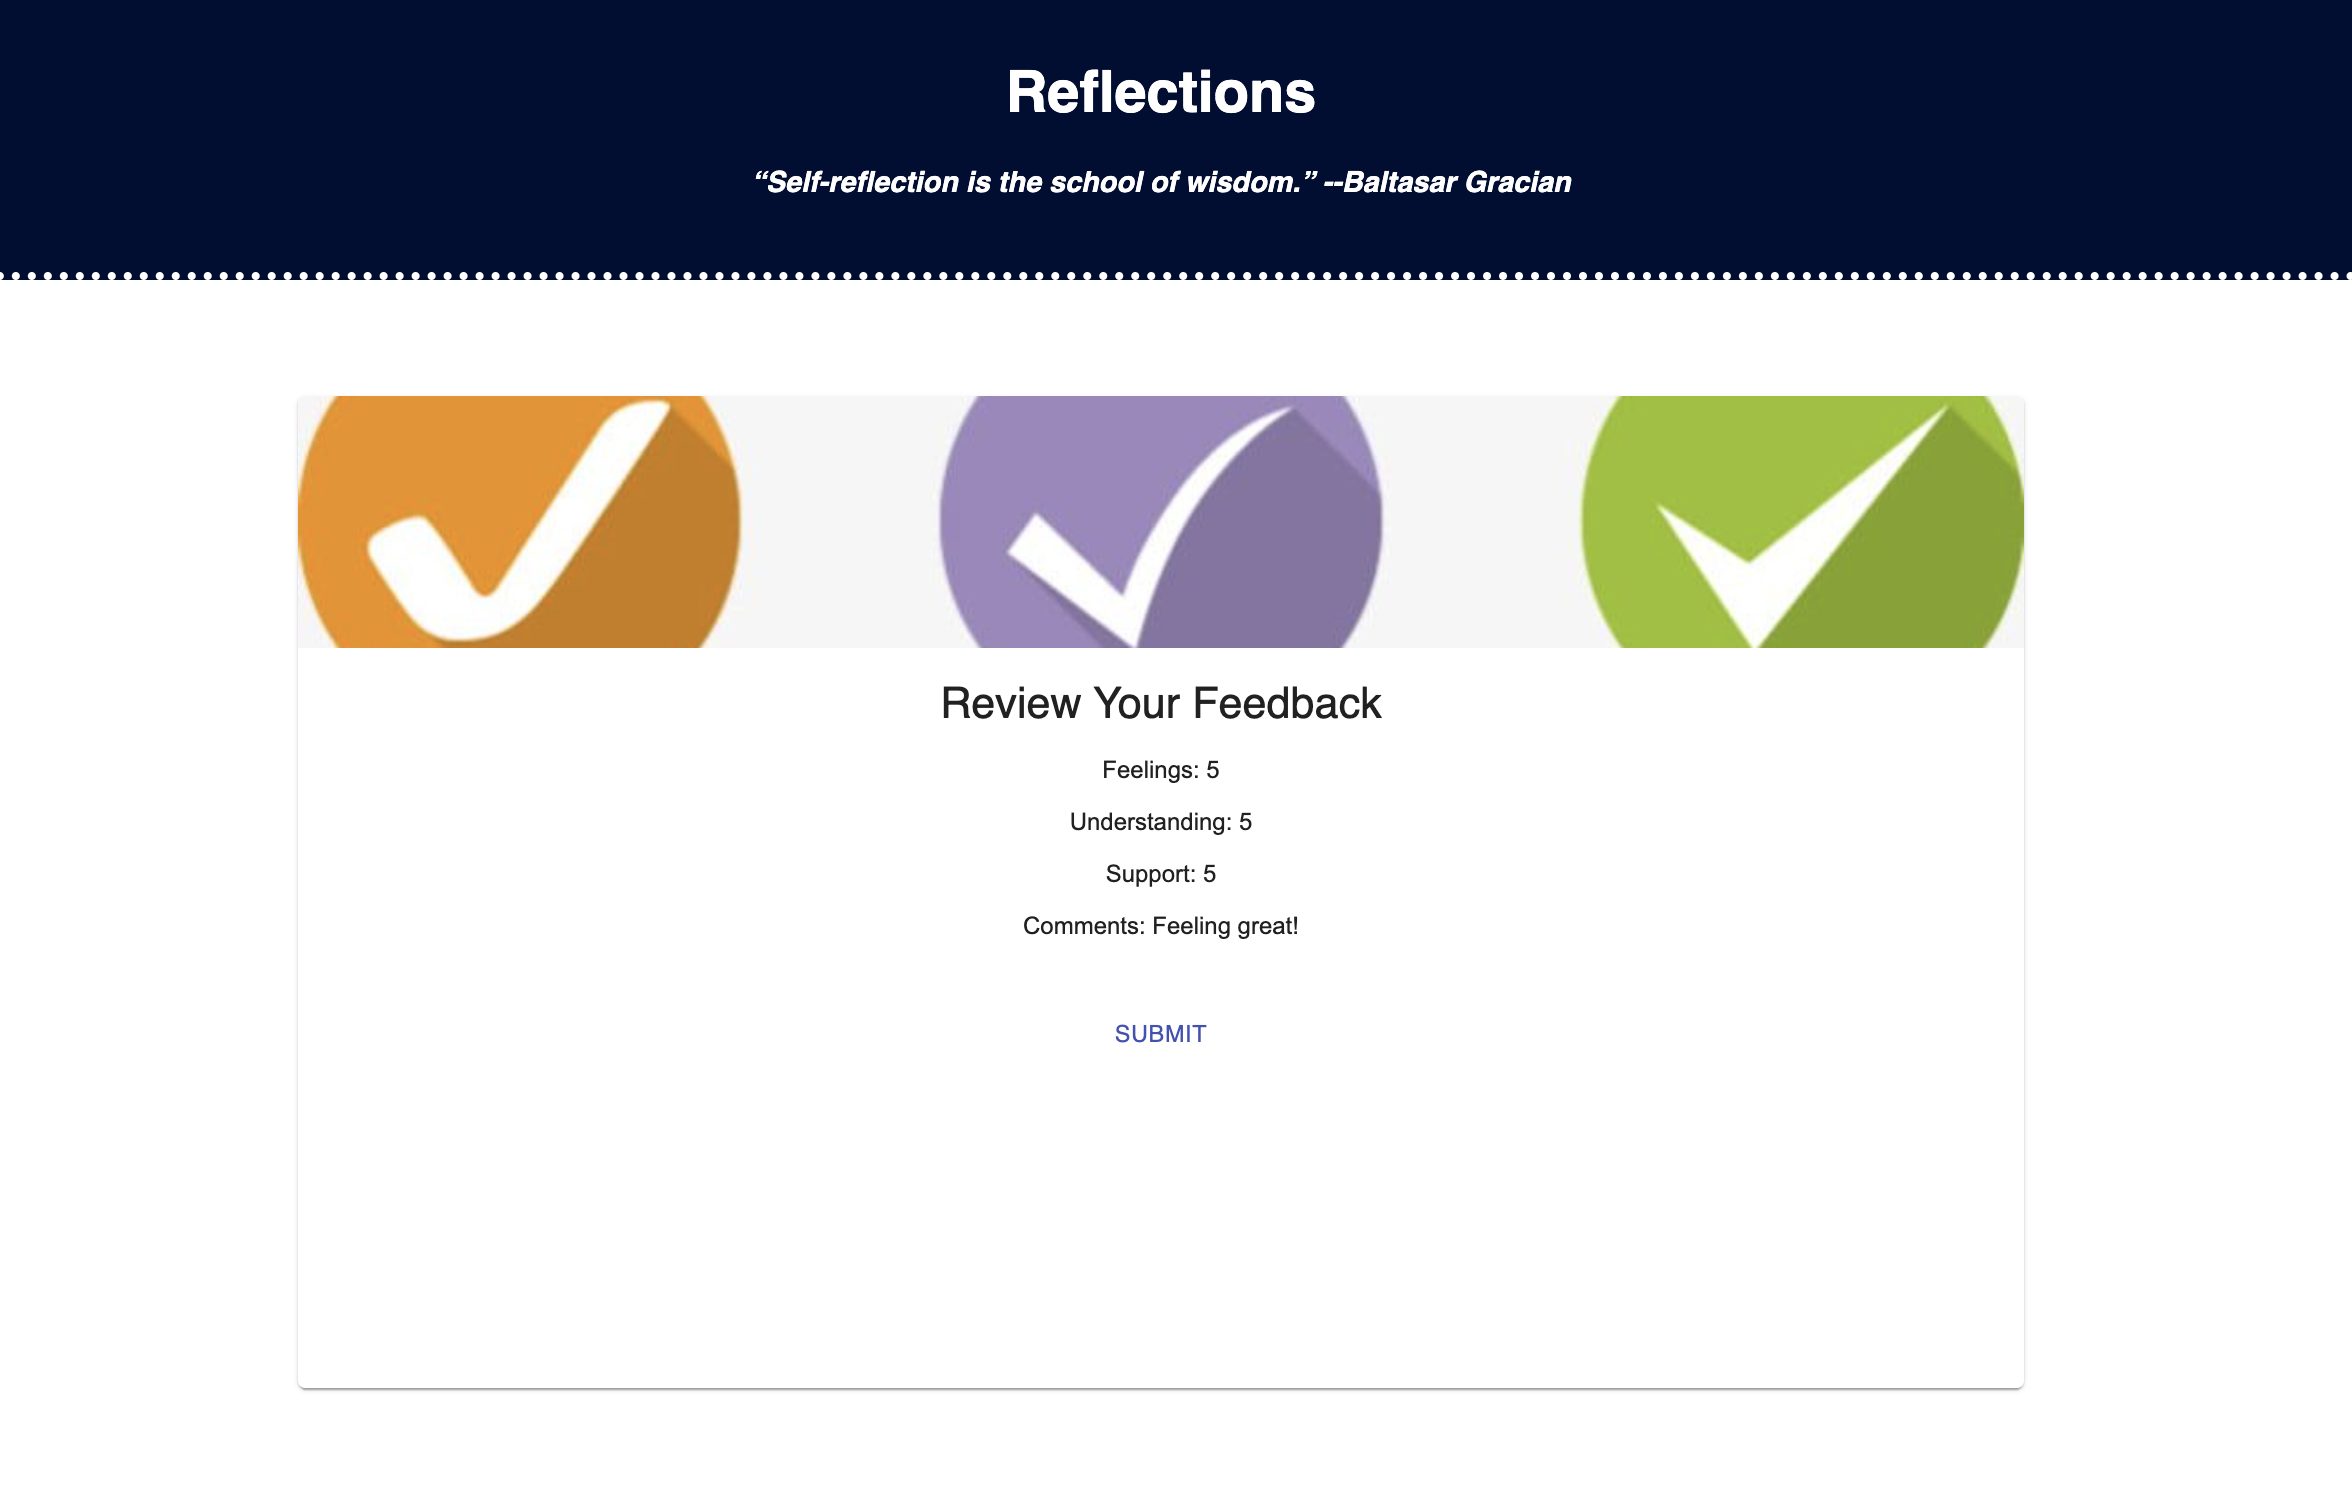 Reflections
“Self-reflection is the school of wisdom.” --Baltasar Gracian
Review Your Feedback
Feelings: 5
Understanding: 5
Support: 5
Comments: Feeling great!
SUBMIT